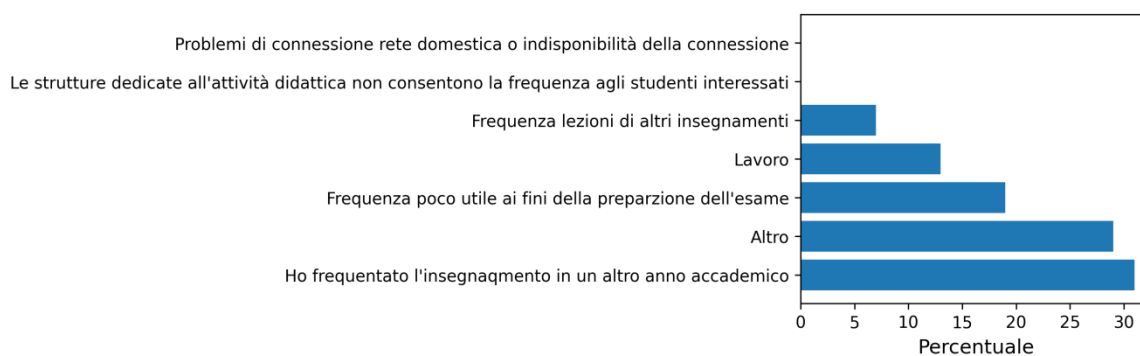 Problemi di connessione rete domestica o indisponibilità della connessione
Le strutture dedicate all'attività didattica non consentono la frequenza agli studenti interessati
Frequenza lezioni di altri insegnamenti
Lavoro
Frequenza poco utile ai fini della preparzione dell'esame
Altro
Ho frequentato l'insegnaqmento in un altro anno accademico
0 5 10 15 20 25 30
Percentuale